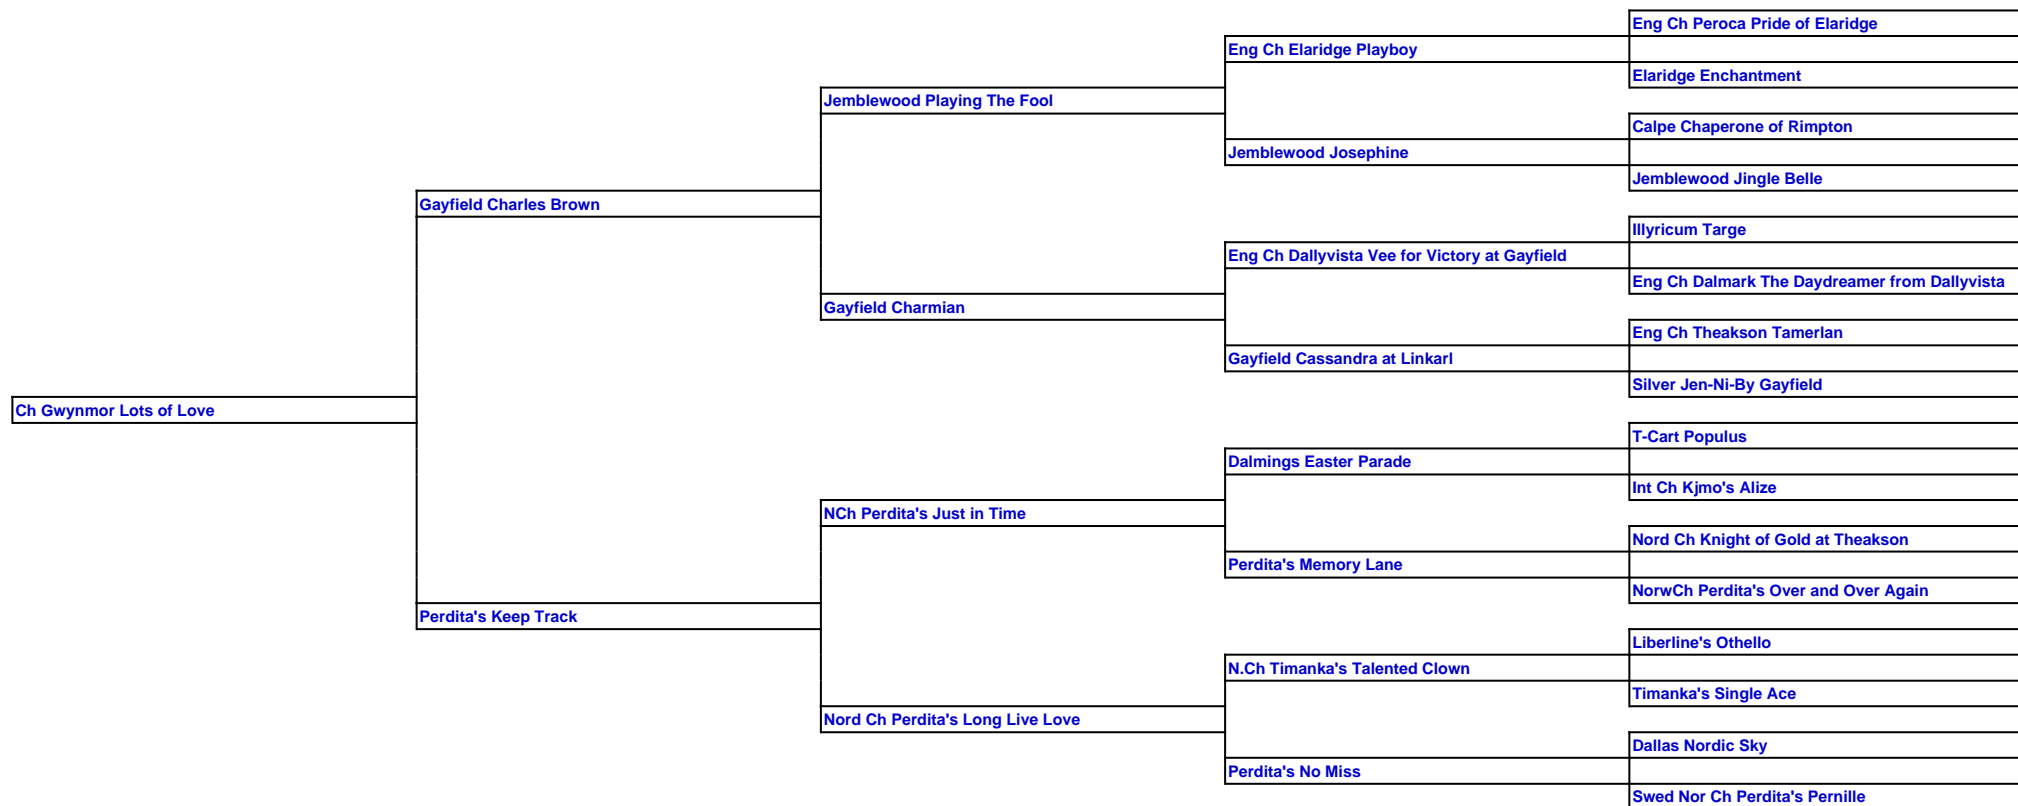 Eng Ch Peroca Pride of Elaridge
Eng Ch Elaridge Playboy
Elaridge Enchantment
Jemblewood Playing The Fool
Calpe Chaperone of Rimpton
Jemblewood Josephine
Jemblewood Jingle Belle
Gayfield Charles Brown
Illyricum Targe
Eng Ch Dallyvista Vee for Victory at Gayfield
Eng Ch Dalmark The Daydreamer from Dallyvista
Gayfield Charmian
Eng Ch Theakson Tamerlan
Gayfield Cassandra at Linkarl
Silver Jen-Ni-By Gayfield
Ch Gwynmor Lots of Love
T-Cart Populus
Dalmings Easter Parade
Int Ch Kjmo's Alize
NCh Perdita's Just in Time
Nord Ch Knight of Gold at Theakson
Perdita's Memory Lane
NorwCh Perdita's Over and Over Again
Perdita's Keep Track
Liberline's Othello
N.Ch Timanka's Talented Clown
Timanka's Single Ace
Nord Ch Perdita's Long Live Love
Dallas Nordic Sky
Perdita's No Miss
Swed Nor Ch Perdita's Pernille